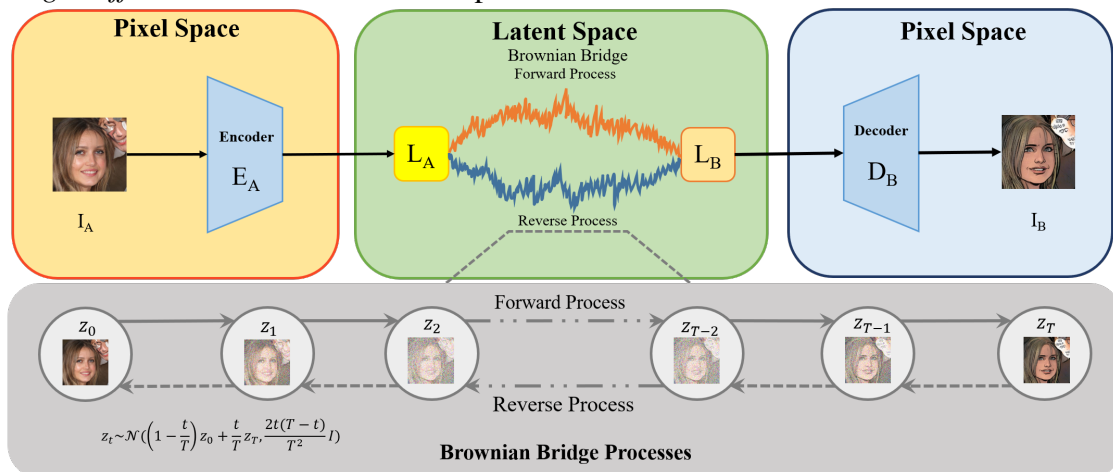 Pixel Space
Latent Space
Pixel Space
Brownian Bridge
Forward Process
Encoder
E_A
L_A
L_B
Decoder
D_B
I_A
I_B
Reverse Process
Forward Process
z_0
z_1
z_2
z_{T-2}
z_{T-1}
z_T
Reverse Process
z_t~𝒩((1 − t/T) z_0 + t/T z_T, 2t(T − t)/T^2 I)
Brownian Bridge Processes